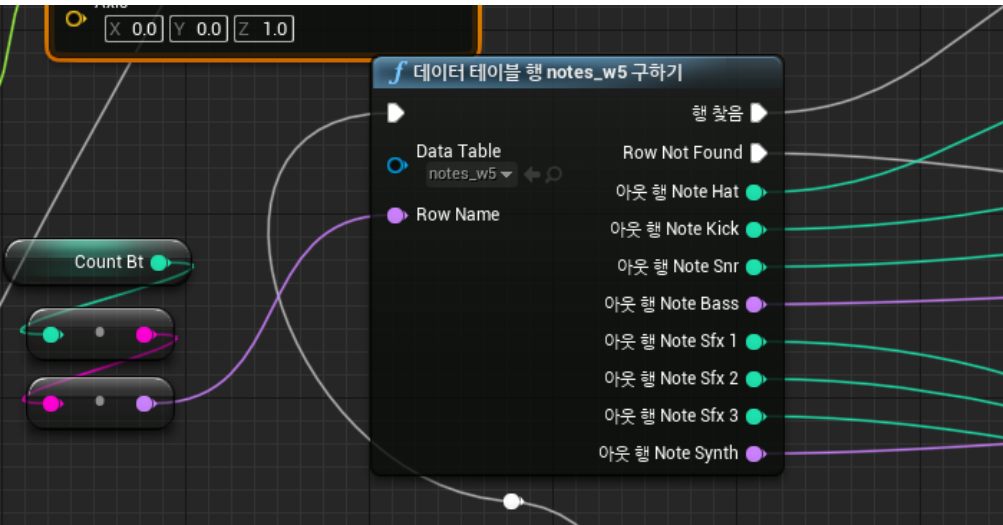 Axis
X 0.0 Y 0.0 Z 1.0
f 데이터 테이블 행 notes_w5 구하기
행 찾음
Data Table
notes_w5
Row Not Found
아웃 행 Note Hat
Row Name
아웃 행 Note Kick
아웃 행 Note Snr
Count Bt
아웃 행 Note Bass
아웃 행 Note Sfx 1
아웃 행 Note Sfx 2
아웃 행 Note Sfx 3
아웃 행 Note Synth